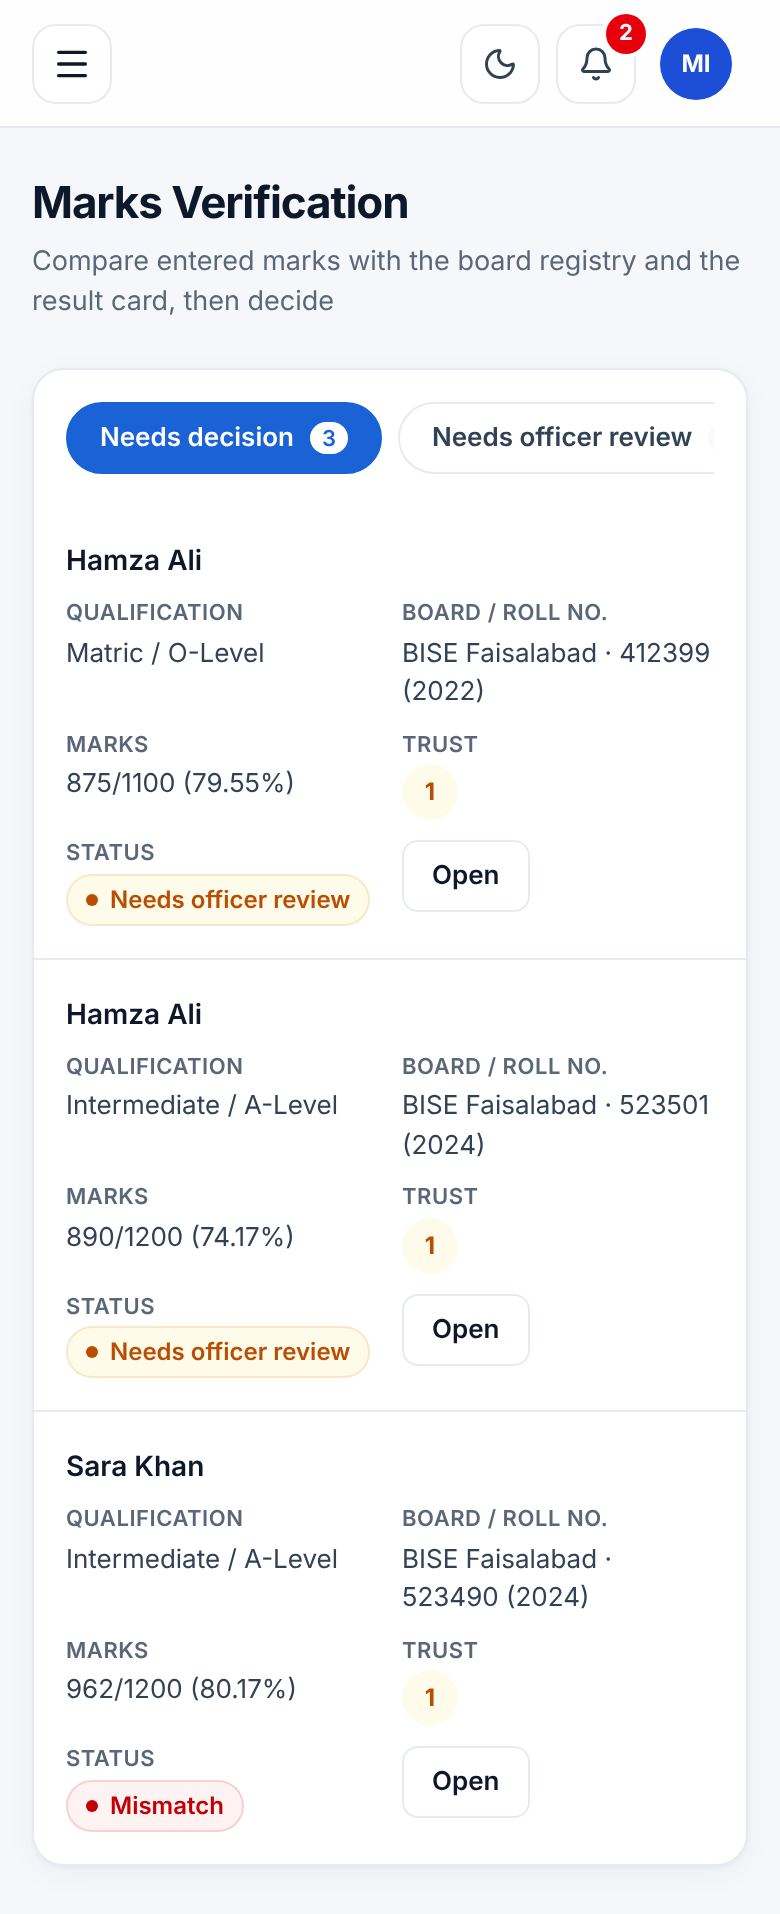 2
MI
Marks Verification
Compare entered marks with the board registry and the
result card, then decide
Needs decision 3
Needs officer review
Hamza Ali
QUALIFICATION
Matric / O-Level
BOARD / ROLL NO.
BISE Faisalabad · 412399
(2022)
MARKS
875/1100 (79.55%)
TRUST
1
STATUS
Needs officer review
Open
Hamza Ali
QUALIFICATION
Intermediate / A-Level
BOARD / ROLL NO.
BISE Faisalabad · 523501
(2024)
MARKS
890/1200 (74.17%)
TRUST
1
STATUS
Needs officer review
Open
Sara Khan
QUALIFICATION
Intermediate / A-Level
BOARD / ROLL NO.
BISE Faisalabad ·
523490 (2024)
MARKS
962/1200 (80.17%)
TRUST
1
STATUS
Mismatch
Open